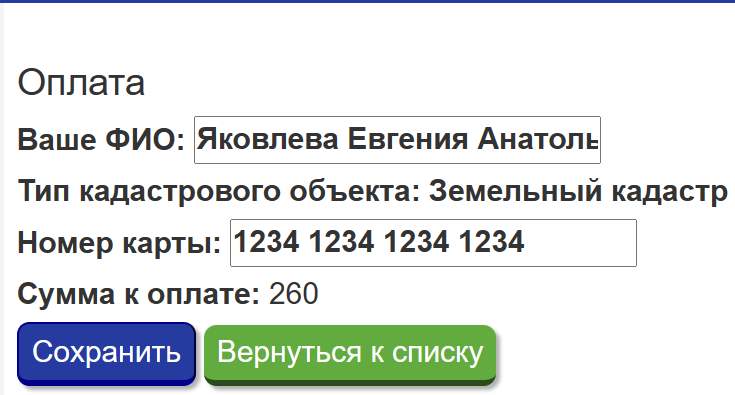 Оплата
Ваше ФИО: Яковлева Евгения Анатоль
Тип кадастрового объекта: Земельный кадастр
Номер карты: 1234 1234 1234 1234
Сумма к оплате: 260
Сохранить Вернуться к списку